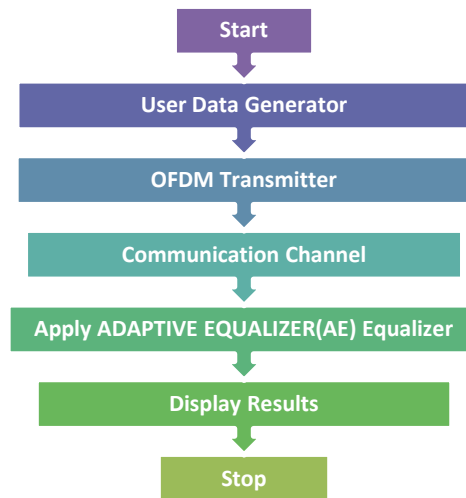 Start
User Data Generator
OFDM Transmitter
Communication Channel
Apply ADAPTIVE EQUALIZER(AE) Equalizer
Display Results
Stop